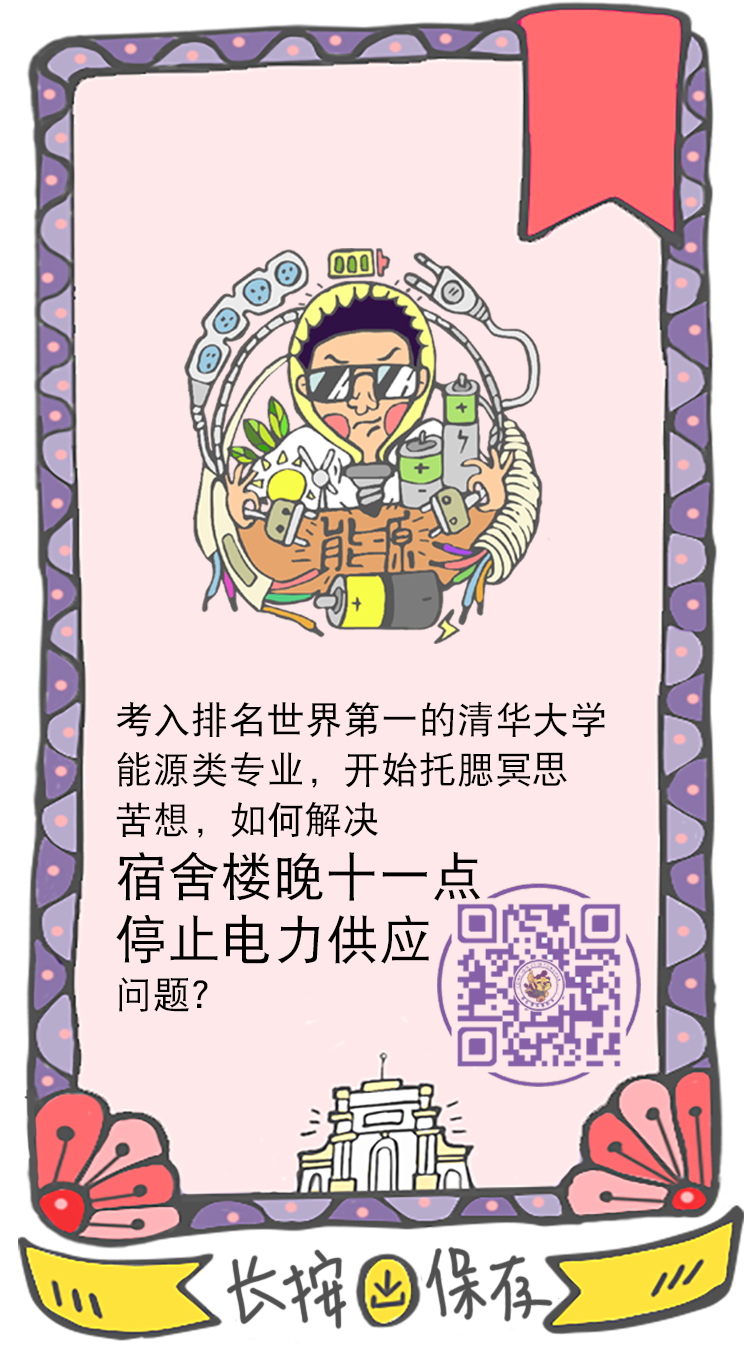 能源
考入排名世界第一的清华大学
能源类专业，开始托腮冥思
苦想，如何解决
宿舍楼晚十一点
停止电力供应
问题?
长按 保存